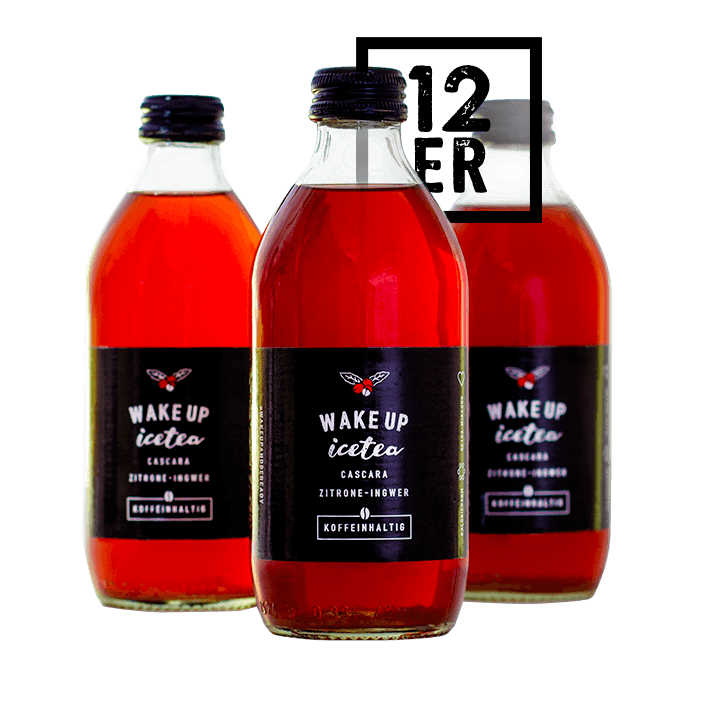 12
ER
WAKE UP
icetea
CASCARA
ZITRONE-INGWER
KOFFEINHALTIG
WAKE UP
icetea
CASCARA
ZITRONE-INGWER
KOFFEINHALTIG
#WAKEUPANDBEREADY
WAKE UP
icetea
CASCARA
ZITRONE-INGWER
KOFFEINHALTIG